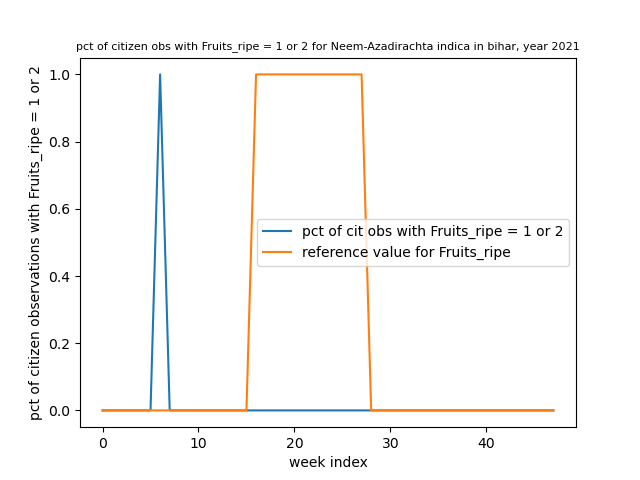 pct of citizen obs with Fruits_ripe = 1 or 2 for Neem-Azadirachta indica in bihar, year 2021
pct of citizen observations with Fruits_ripe = 1 or 2
1.0
0.8
0.6
0.4
0.2
0.0
pct of cit obs with Fruits_ripe = 1 or 2
reference value for Fruits_ripe
0 10 20 30 40
week index